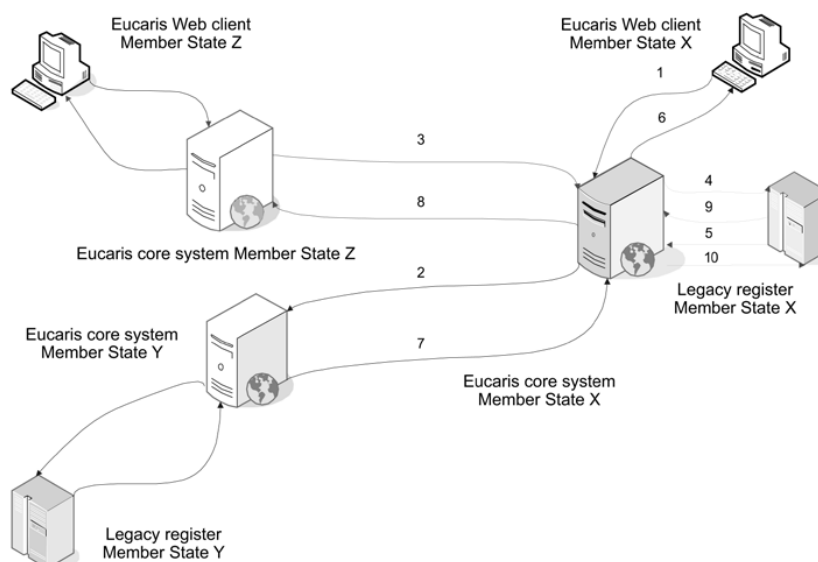 Eucaris Web client
Member State Z
Eucaris Web client
Member State X
1
6
3
4
9
8
5
10
Eucaris core system Member State Z
2
Legacy register
Member State X
Eucaris core system
Member State Y
7
Eucaris core system
Member State X
Legacy register
Member State Y